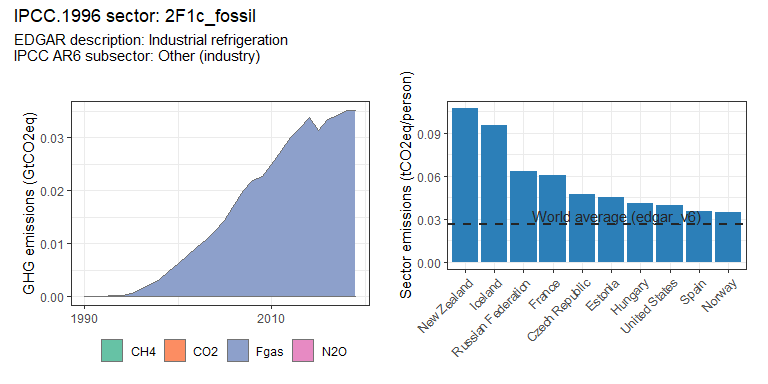 IPCC.1996 sector: 2F1c_fossil
EDGAR description: Industrial refrigeration
IPCC AR6 subsector: Other (industry)
GHG emissions (GtCO2eq)
0.03
0.02
0.01
0.00
1990
2010
CH4
CO2
Fgas
N2O
Sector emissions (tCO2eq/person)
0.09
0.06
0.03
0.00
World average (edgar_v6)
New Zealand
Iceland
Russian Federation
France
Czech Republic
Estonia
Hungary
United States
Spain
Norway